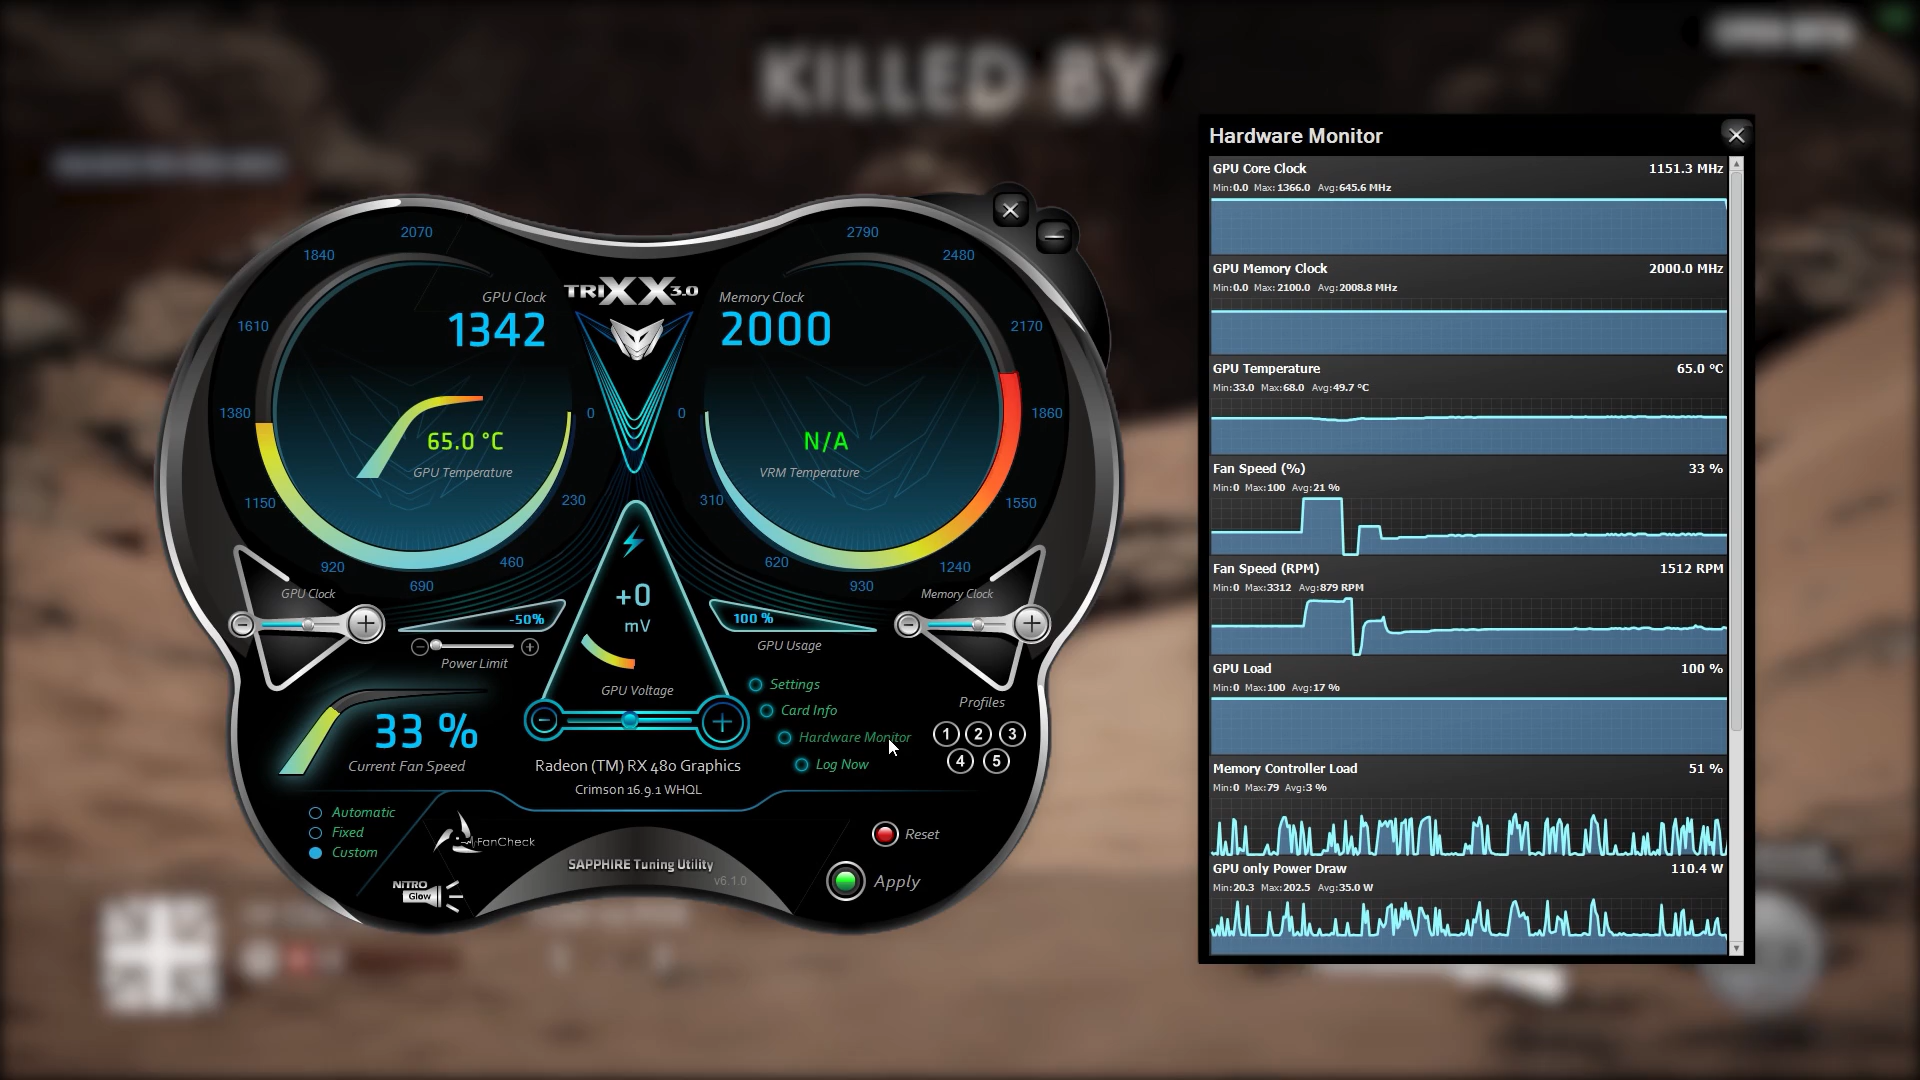 KILLED BY
TRIXX 3.0
2070
1840
1610
1380
1150
920
690
460
230
0
GPU Clock
1342
65.0 °C
GPU Temperature
Memory Clock
2000
N/A
VRM Temperature
2790
2480
2170
1860
1550
1240
930
620
310
0
GPU Clock
-50%
Power Limit
+0
mV
GPU Voltage
100 %
GPU Usage
Memory Clock
33 %
Current Fan Speed
Settings
Card Info
Hardware Monitor
Log Now
Profiles
1 2 3
4 5
Radeon (TM) RX 480 Graphics
Crimson 16.9.1 WHQL
Automatic
Fixed
Custom
FanCheck
NITRO
Glow
SAPPHIRE Tuning Utility
v6.1.0
Reset
Apply
Hardware Monitor
GPU Core Clock 1151.3 MHz
Min:0.0 Max:1366.0 Avg:645.6 MHz
GPU Memory Clock 2000.0 MHz
Min:0.0 Max:2100.0 Avg:2008.8 MHz
GPU Temperature 65.0 °C
Min:33.0 Max:68.0 Avg:49.7 °C
Fan Speed (%) 33 %
Min:0 Max:100 Avg:21 %
Fan Speed (RPM) 1512 RPM
Min:0 Max:3312 Avg:879 RPM
GPU Load 100 %
Min:0 Max:100 Avg:17 %
Memory Controller Load 51 %
Min:0 Max:79 Avg:3 %
GPU only Power Draw 110.4 W
Min:20.3 Max:202.5 Avg:35.0 W